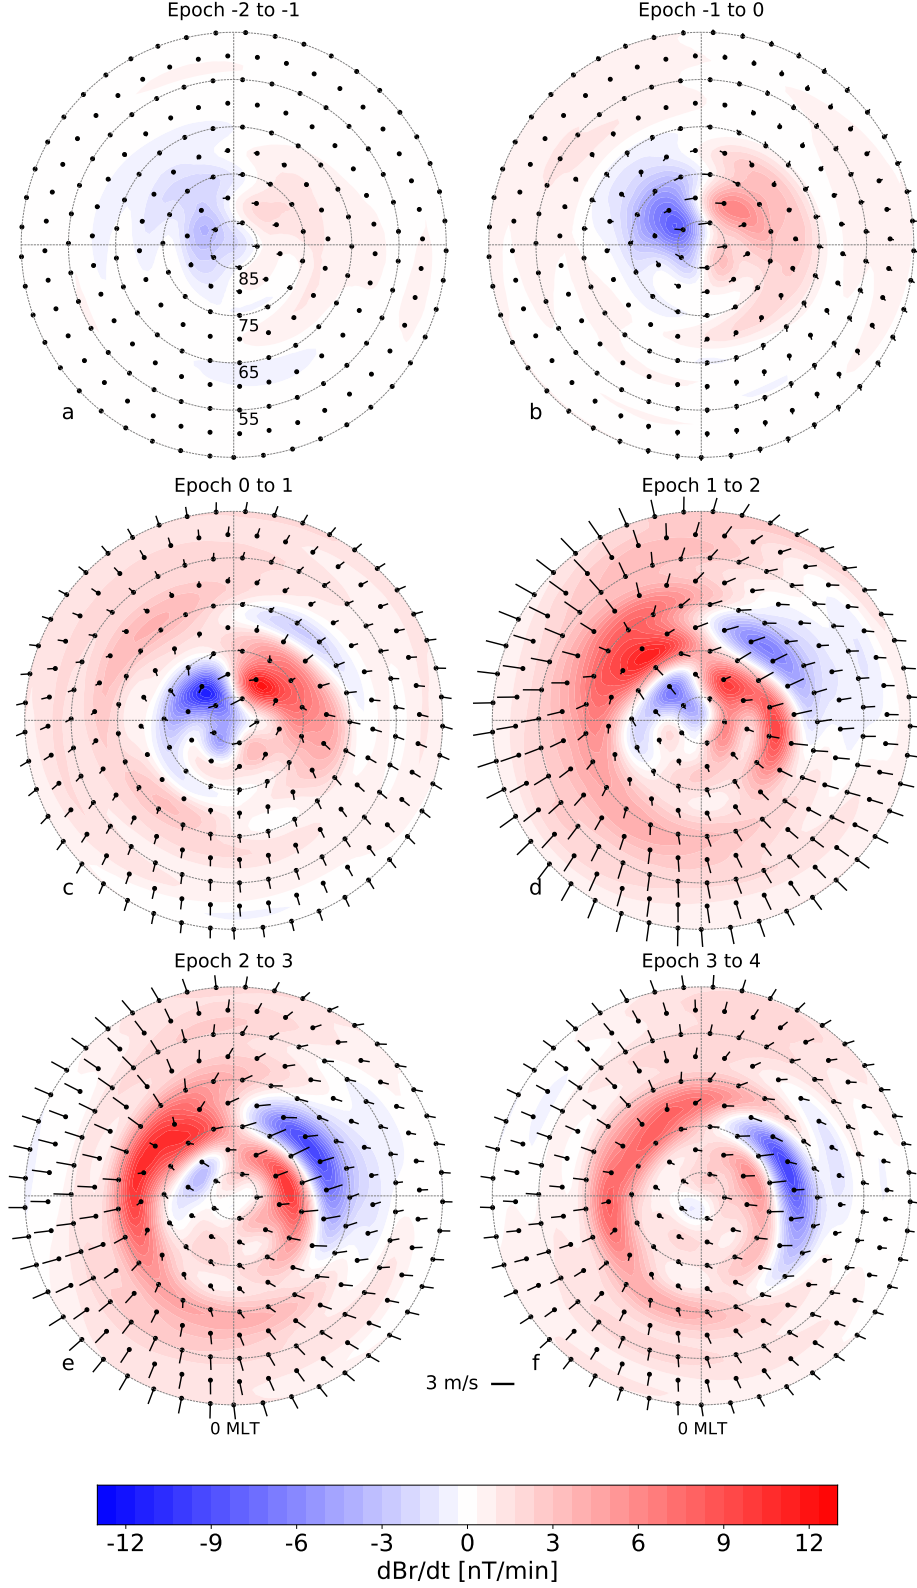 Epoch -2 to -1
Epoch -1 to 0
85
75
65
55
a
b
Epoch 0 to 1
Epoch 1 to 2
c
d
Epoch 2 to 3
Epoch 3 to 4
e
f
3 m/s
0 MLT
0 MLT
-12 -9 -6 -3 0 3 6 9 12
dBr/dt [nT/min]